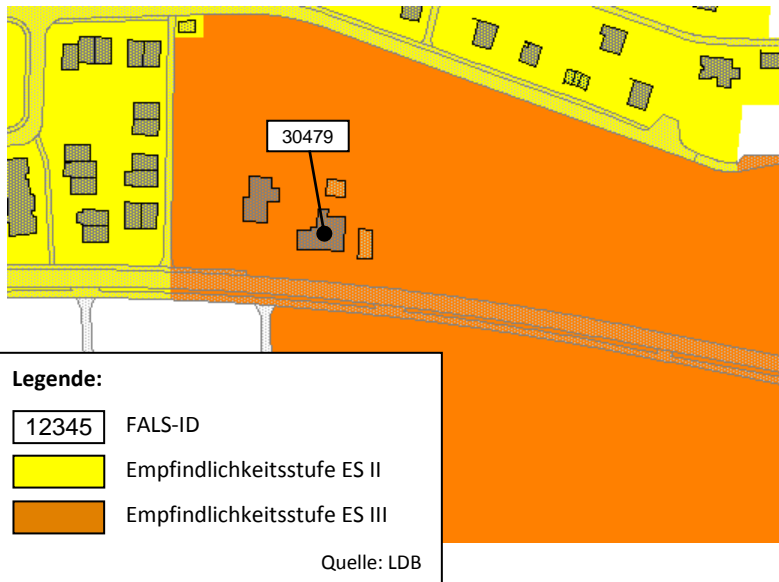 30479
Legende:
12345 FALS-ID
Empfindlichkeitsstufe ES II
Empfindlichkeitsstufe ES III
Quelle: LDB